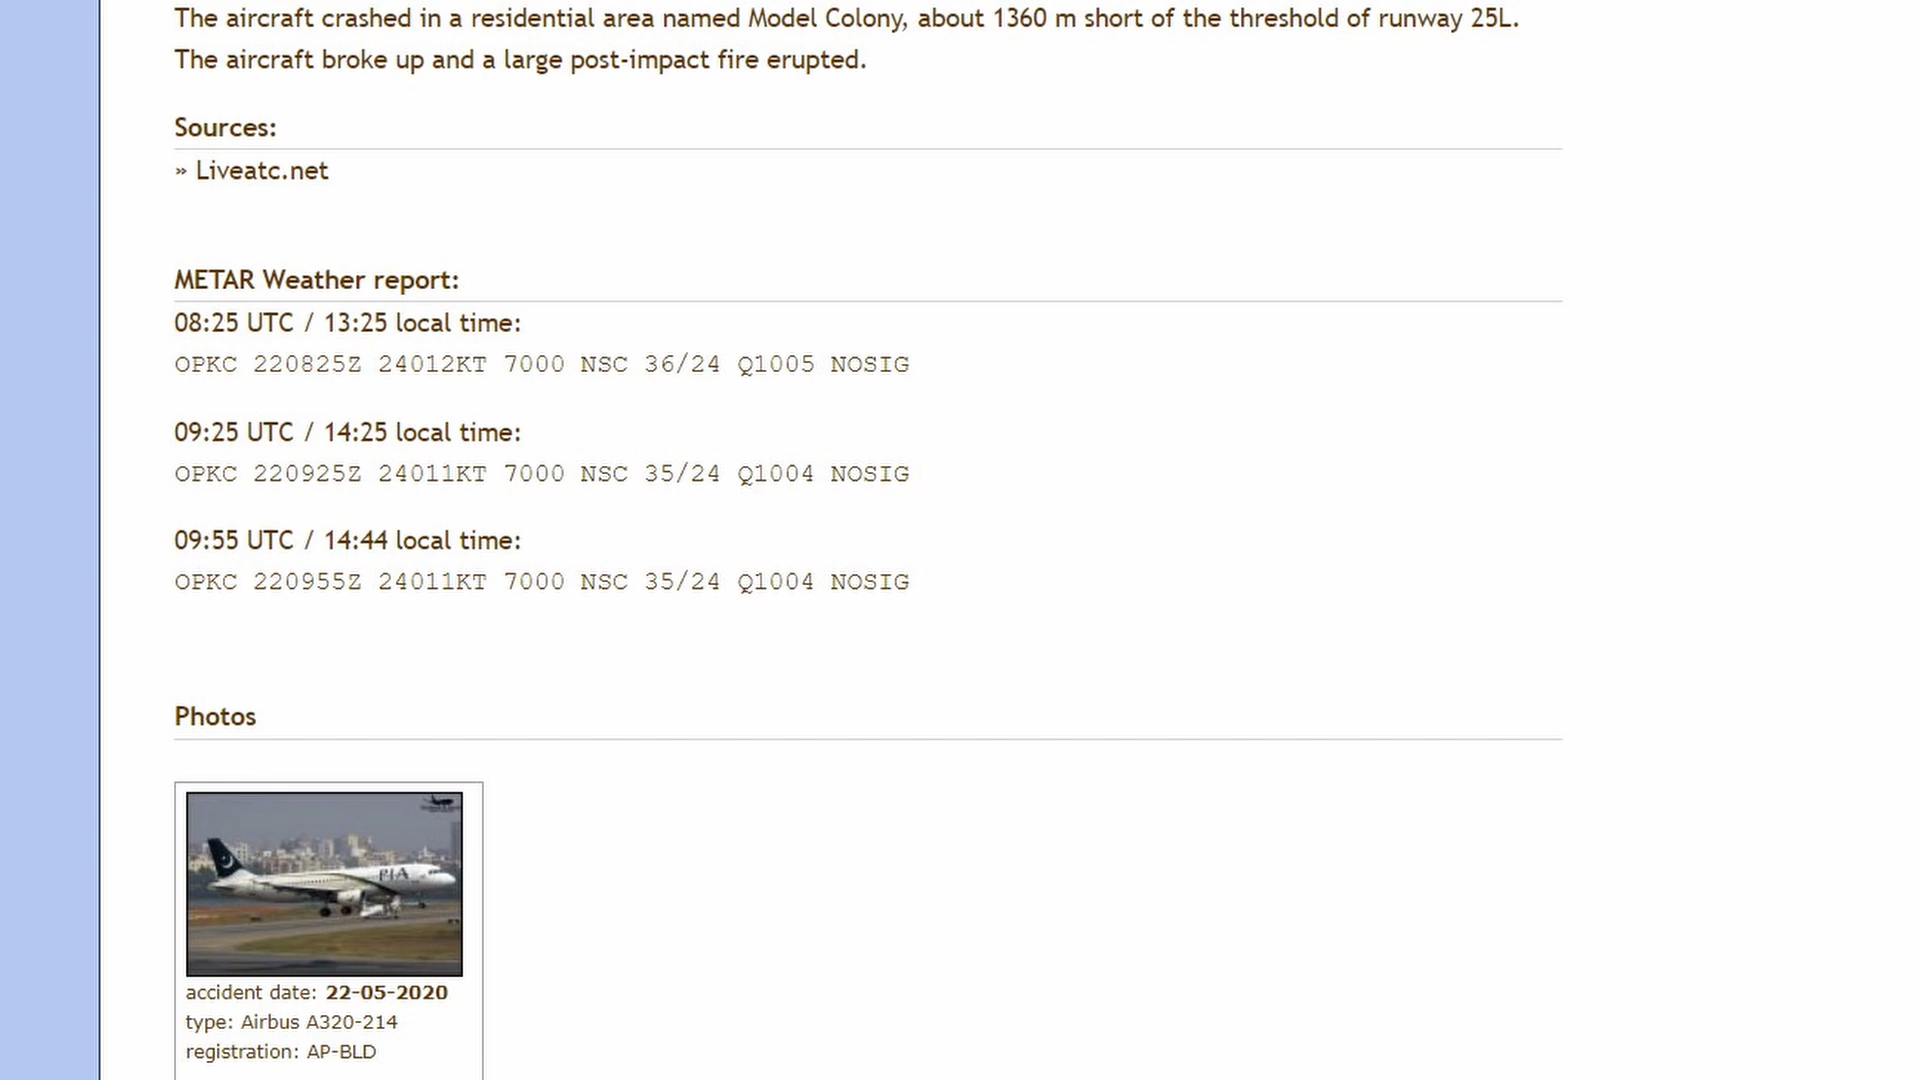 The aircraft crashed in a residential area named Model Colony, about 1360 m short of the threshold of runway 25L.
The aircraft broke up and a large post-impact fire erupted.
Sources:
» Liveatc.net
METAR Weather report:
08:25 UTC / 13:25 local time:
OPKC 220825Z 24012KT 7000 NSC 36/24 Q1005 NOSIG
09:25 UTC / 14:25 local time:
OPKC 220925Z 24011KT 7000 NSC 35/24 Q1004 NOSIG
09:55 UTC / 14:44 local time:
OPKC 220955Z 24011KT 7000 NSC 35/24 Q1004 NOSIG
Photos
PIA
accident date: 22-05-2020
type: Airbus A320-214
registration: AP-BLD